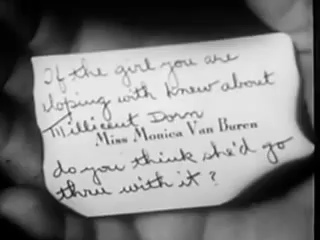 If the girl you are
eloping with knew about
Millicent Dorn
Miss Monica Van Buren
do you think she'd go
thru with it?